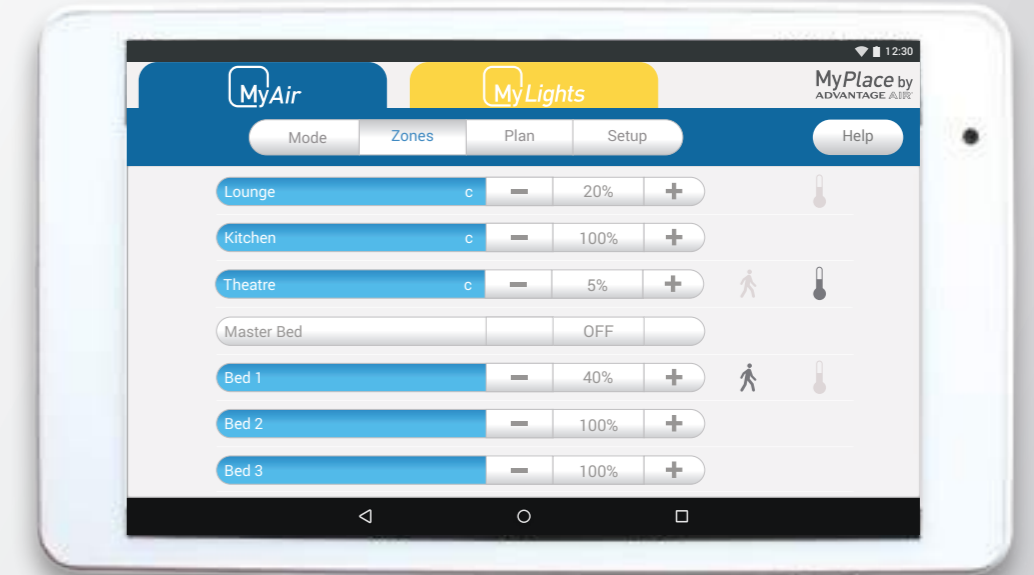 12:30
MyAir
MyLights
MyPlace by
ADVANTAGE AIR
Mode
Zones
Plan
Setup
Help
Lounge c 20%
Kitchen c 100%
Theatre c 5%
Master Bed OFF
Bed 1 40%
Bed 2 100%
Bed 3 100%